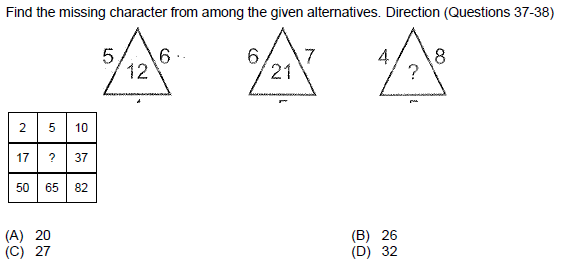 Find the missing character from among the given alternatives. Direction (Questions 37-38)
5 6 6 7 4 8
12 21 ?
2 5 10
17 ? 37
50 65 82
(A) 20 (B) 26
(C) 27 (D) 32